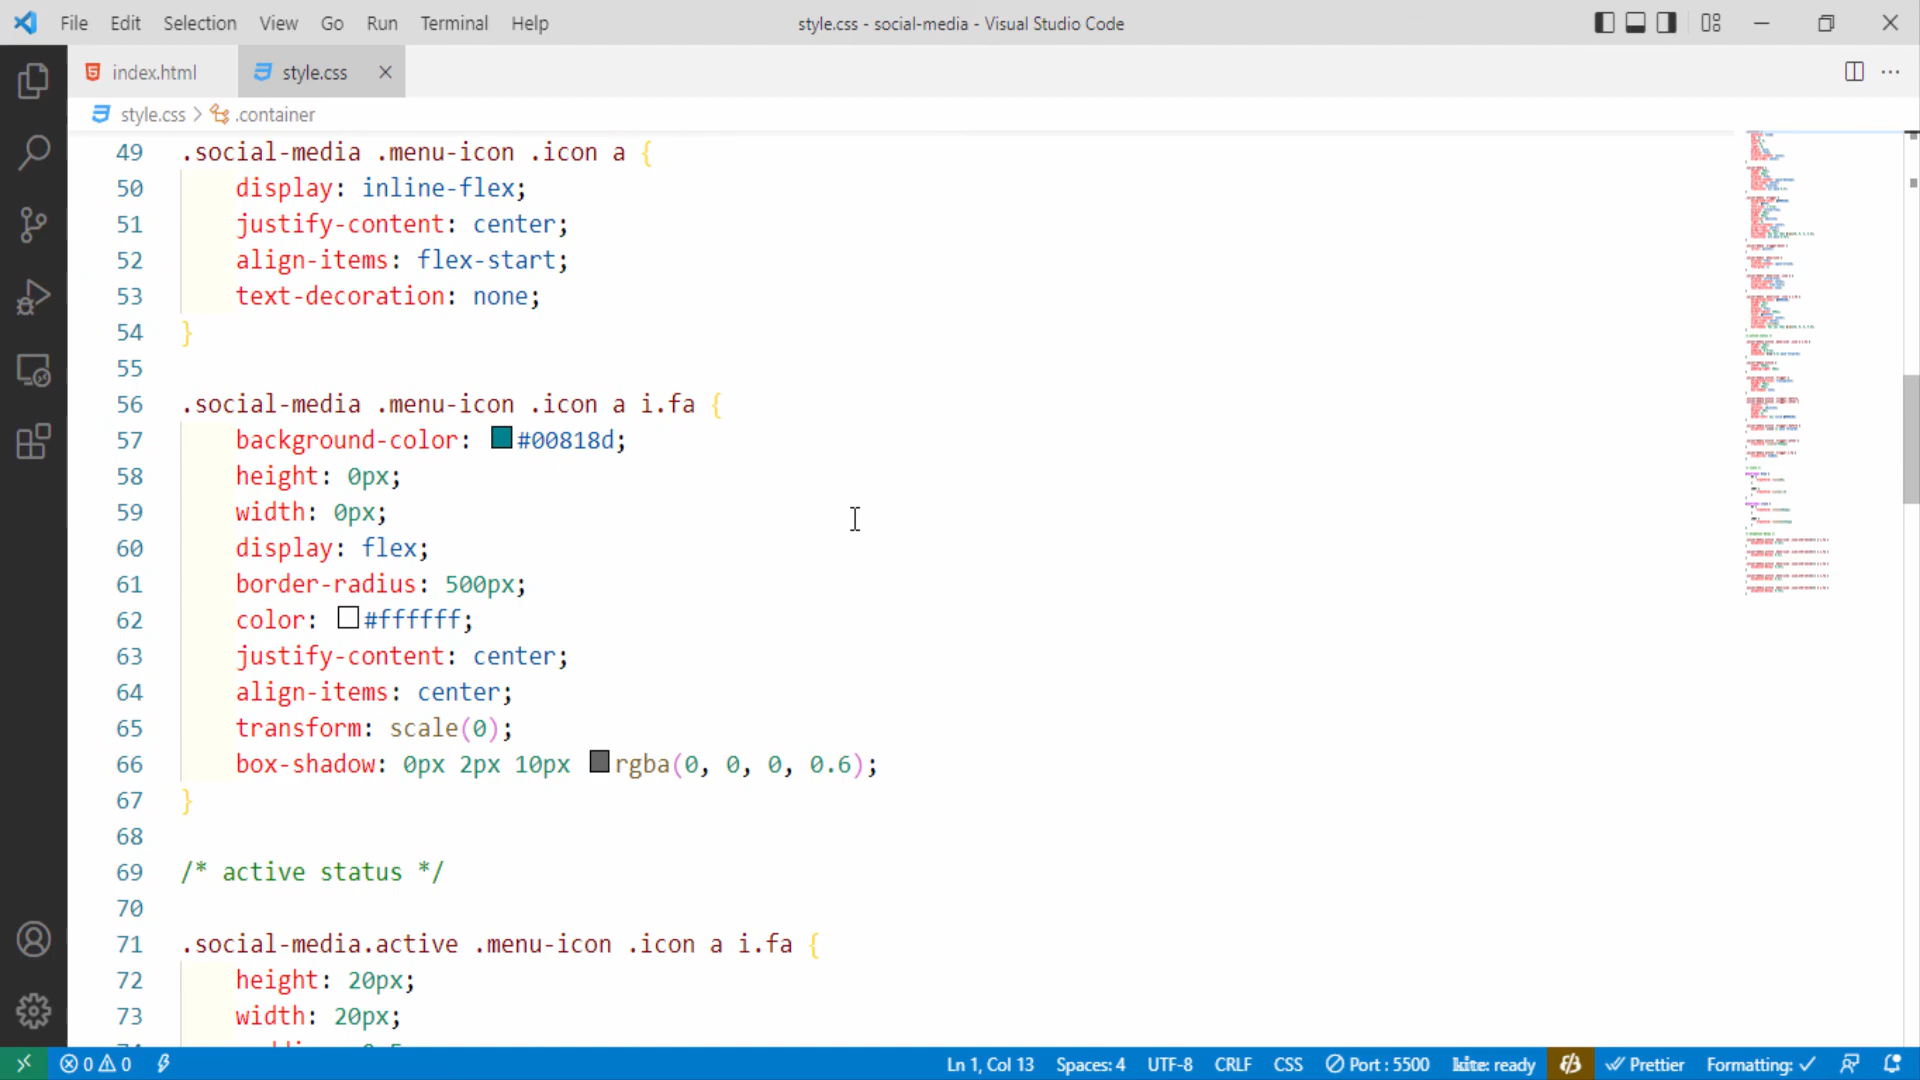 File Edit Selection View Go Run Terminal Help style.css - social-media - Visual Studio Code
index.html style.css
style.css > .container
49 .social-media .menu-icon .icon a {
50     display: inline-flex;
51     justify-content: center;
52     align-items: flex-start;
53     text-decoration: none;
54 }
55
56 .social-media .menu-icon .icon a i.fa {
57     background-color: #00818d;
58     height: 0px;
59     width: 0px;
60     display: flex;
61     border-radius: 500px;
62     color: #ffffff;
63     justify-content: center;
64     align-items: center;
65     transform: scale(0);
66     box-shadow: 0px 2px 10px rgba(0, 0, 0, 0.6);
67 }
68
69 /* active status */
70
71 .social-media.active .menu-icon .icon a i.fa {
72     height: 20px;
73     width: 20px;
0 0 Ln 1, Col 13 Spaces: 4 UTF-8 CRLF CSS Port : 5500 kite: ready Prettier Formatting: ✓